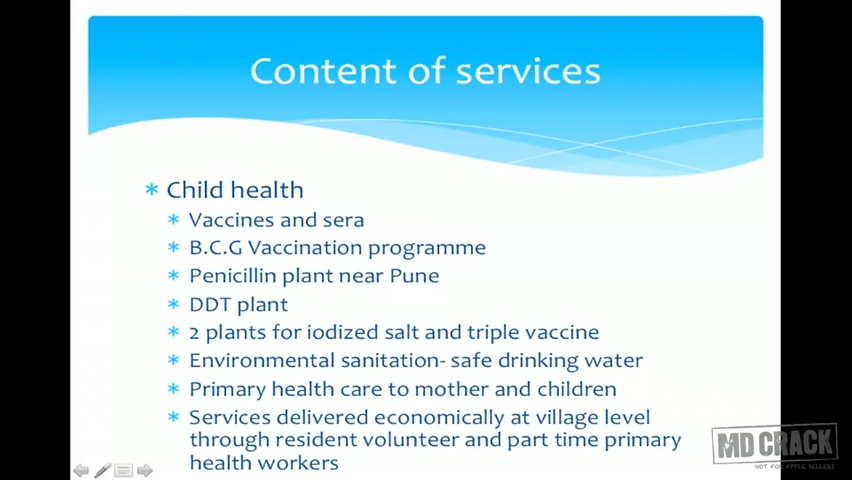 Content of services
* Child health
* Vaccines and sera
* B.C.G Vaccination programme
* Penicillin plant near Pune
* DDT plant
* 2 plants for iodized salt and triple vaccine
* Environmental sanitation- safe drinking water
* Primary health care to mother and children
* Services delivered economically at village level
through resident volunteer and part time primary
health workers
MD CRACK
NOT FOR APPLE SELLERS